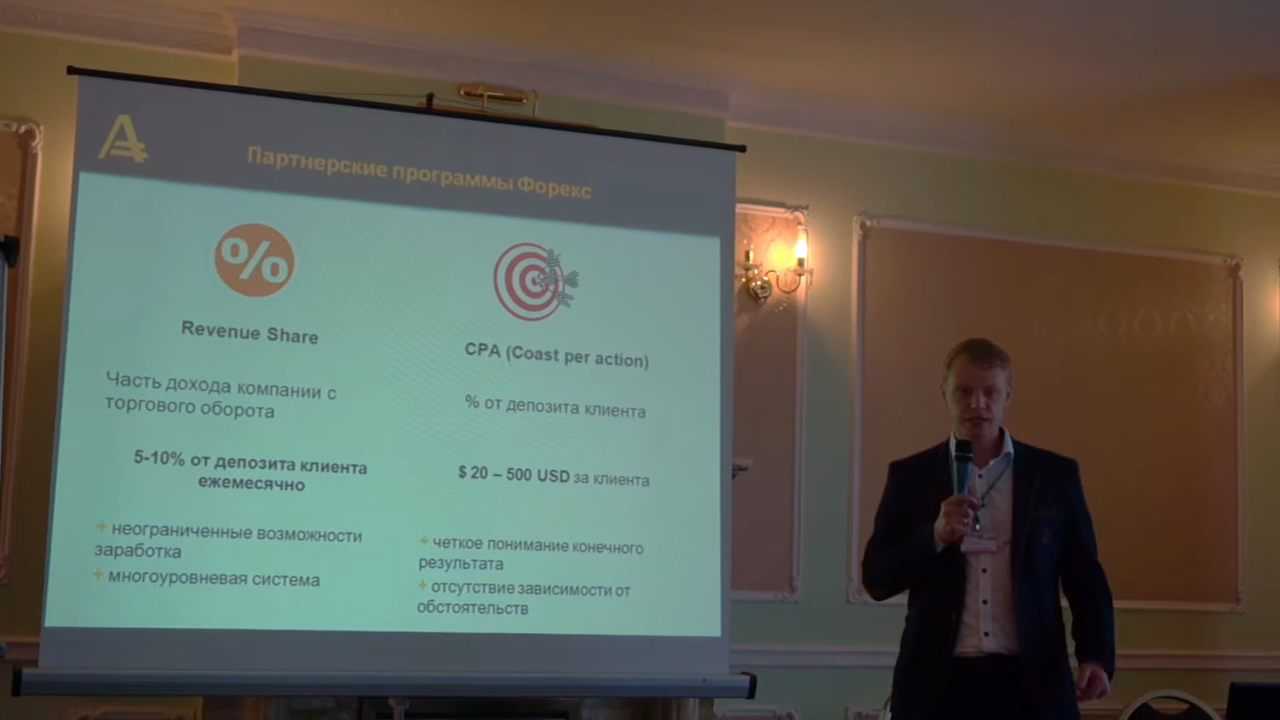 Партнерские программы Форекс
%
Revenue Share
Часть дохода компании с
торгового оборота
5-10% от депозита клиента
ежемесячно
+ неограниченные возможности
заработка
+ многоуровневая система
CPA (Coast per action)
% от депозита клиента
$ 20 – 500 USD за клиента
+ четкое понимание конечного
результата
+ отсутствие зависимости от
обстоятельств